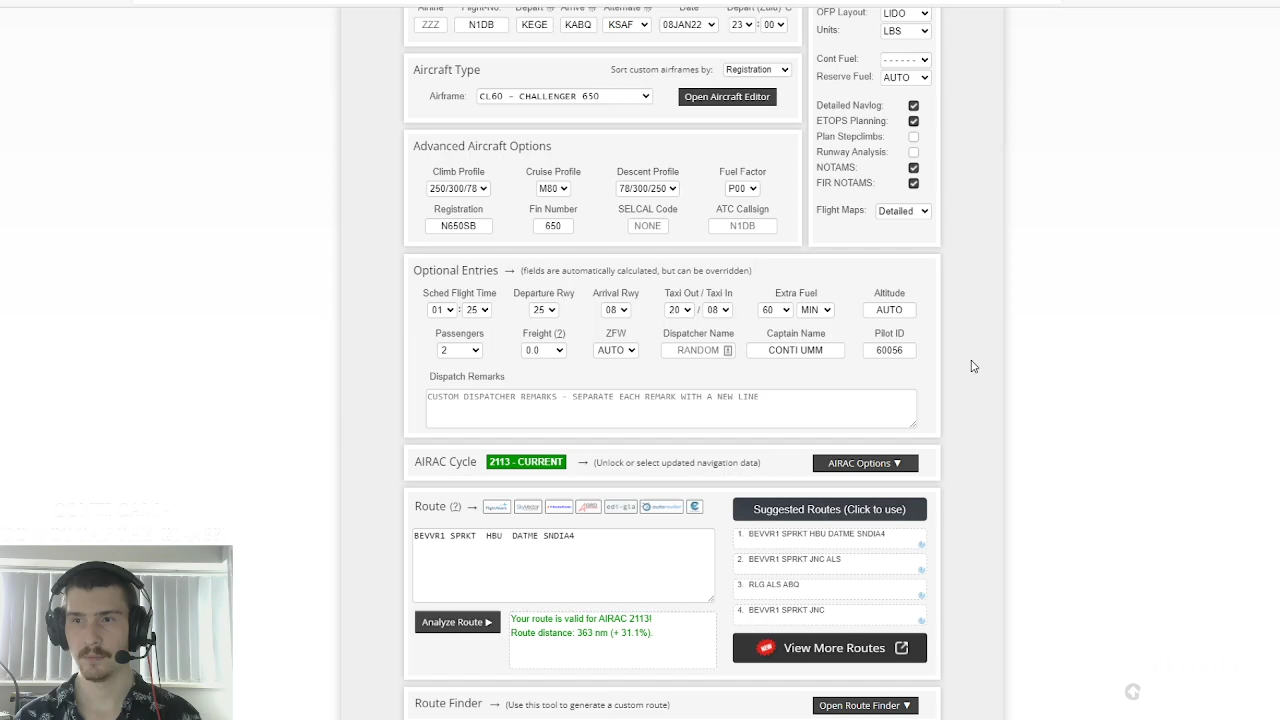 Airline Flight-No. Depart Arrive Alternate Date Depart (Zulu)
ZZZ N1DB KEGE KABQ KSAF 08JAN22 23 : 00
OFP Layout: LIDO
Units: LBS
Cont Fuel: - - - - - -
Reserve Fuel: AUTO
Detailed Navlog:
ETOPS Planning:
Plan Stepclimbs:
Runway Analysis:
NOTAMS:
FIR NOTAMS:
Flight Maps: Detailed
Aircraft Type Sort custom airframes by: Registration
Airframe: CL60 - CHALLENGER 650 Open Aircraft Editor
Advanced Aircraft Options
Climb Profile Cruise Profile Descent Profile Fuel Factor
250/300/78 M80 78/300/250 P00
Registration Fin Number SELCAL Code ATC Callsign
N650SB 650 NONE N1DB
Optional Entries → (fields are automatically calculated, but can be overridden)
Sched Flight Time Departure Rwy Arrival Rwy Taxi Out / Taxi In Extra Fuel Altitude
01 : 25 25 08 20 / 08 60 MIN AUTO
Passengers Freight (?) ZFW Dispatcher Name Captain Name Pilot ID
2 0.0 AUTO RANDOM CONTI UMM 60056
Dispatch Remarks
CUSTOM DISPATCHER REMARKS - SEPARATE EACH REMARK WITH A NEW LINE
AIRAC Cycle 2113 - CURRENT → (Unlock or select updated navigation data) AIRAC Options ▼
Route (?) →
BEVVR1 SPRKT HBU DATME SNDIA4
Analyze Route ▶
Your route is valid for AIRAC 2113!
Route distance: 363 nm (+ 31.1%).
Suggested Routes (Click to use)
1. BEVVR1 SPRKT HBU DATME SNDIA4
2. BEVVR1 SPRKT JNC ALS
3. RLG ALS ABQ
4. BEVVR1 SPRKT JNC
NEW View More Routes
Route Finder → (Use this tool to generate a custom route) Open Route Finder ▼